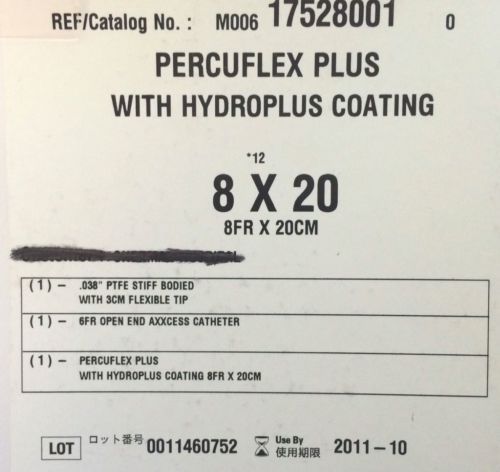 REF/Catalog No. : M006 17528001 0
PERCUFLEX PLUS
WITH HYDROPLUS COATING
*12
8 X 20
8FR X 20CM
(1) – .038" PTFE STIFF BODIED
WITH 3CM FLEXIBLE TIP
(1) – 6FR OPEN END AXXCESS CATHETER
(1) – PERCUFLEX PLUS
WITH HYDROPLUS COATING 8FR X 20CM
LOT ロット番号 0011460752 Use By 使用期限 2011–10